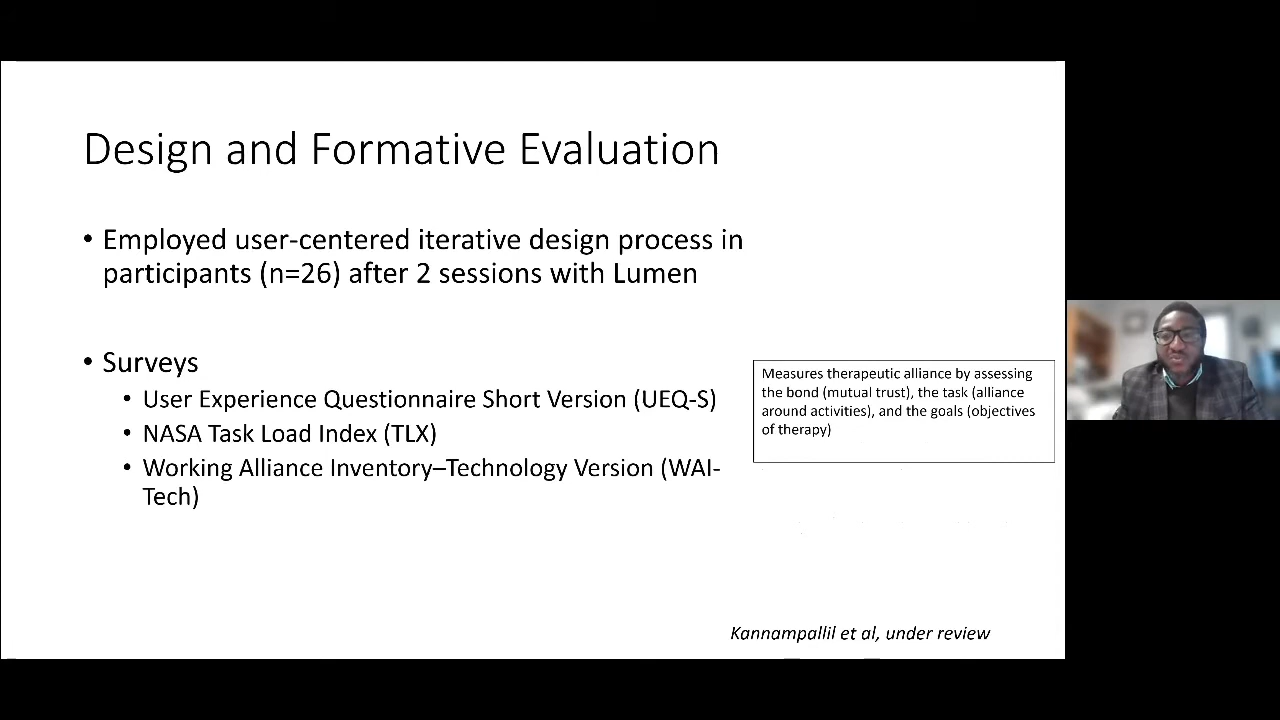 Design and Formative Evaluation
• Employed user-centered iterative design process in
participants (n=26) after 2 sessions with Lumen
• Surveys
• User Experience Questionnaire Short Version (UEQ-S)
• NASA Task Load Index (TLX)
• Working Alliance Inventory–Technology Version (WAI-
Tech)
Measures therapeutic alliance by assessing
the bond (mutual trust), the task (alliance
around activities), and the goals (objectives
of therapy)
Kannampallil et al, under review